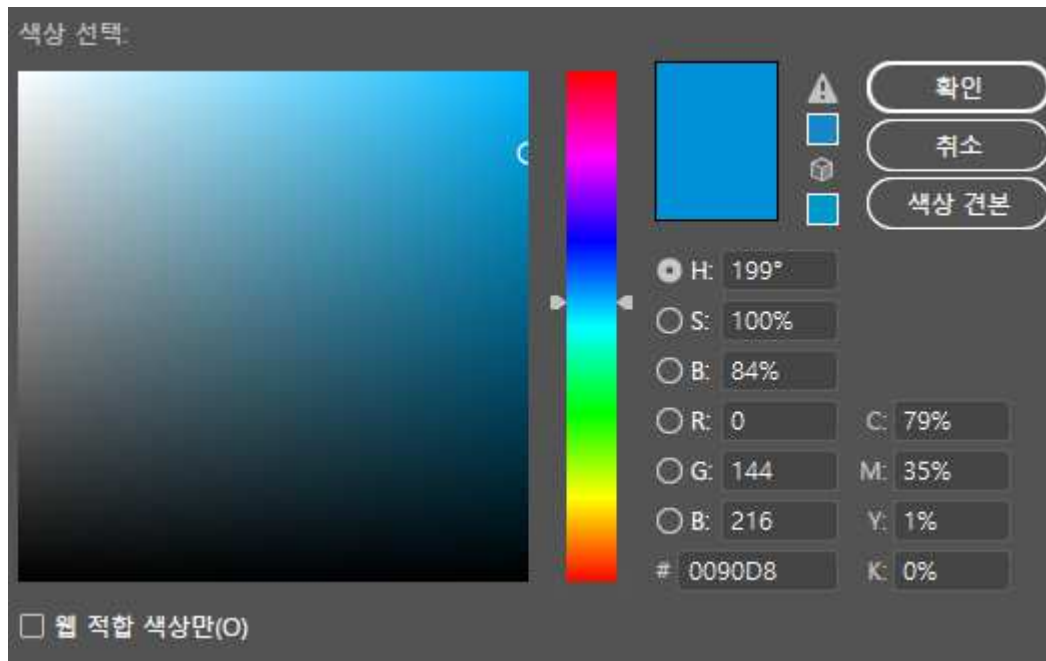 색상 선택:
확인
취소
색상 견본
H: 199°
S: 100%
B: 84%
R: 0 C: 79%
G: 144 M: 35%
B: 216 Y: 1%
# 0090D8 K: 0%
웹 적합 색상만(O)